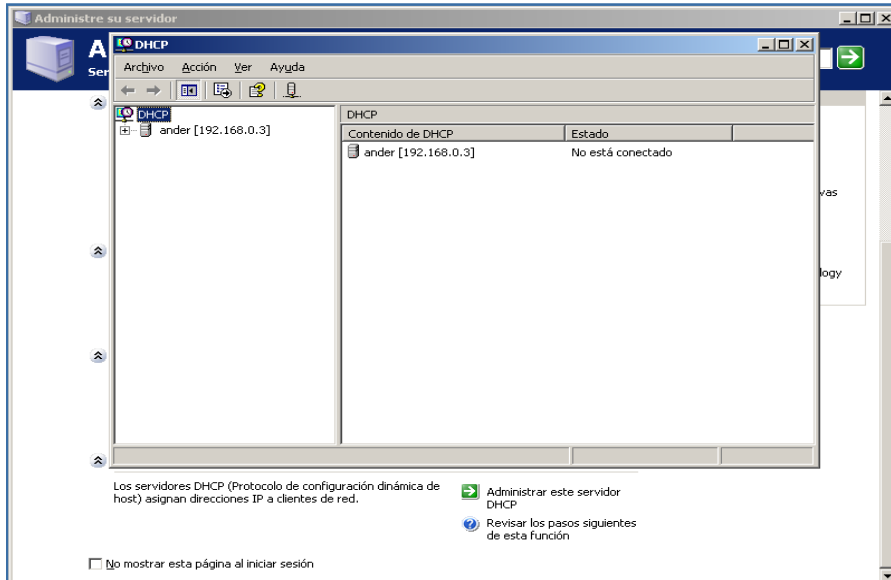 Administre su servidor
A
Ser
DHCP
Archivo Acción Ver Ayuda
DHCP
ander [192.168.0.3]
DHCP
Contenido de DHCP Estado
ander [192.168.0.3] No está conectado
vas
logy
Los servidores DHCP (Protocolo de configuración dinámica de
host) asignan direcciones IP a clientes de red.
Administrar este servidor
DHCP
Revisar los pasos siguientes
de esta función
No mostrar esta página al iniciar sesión